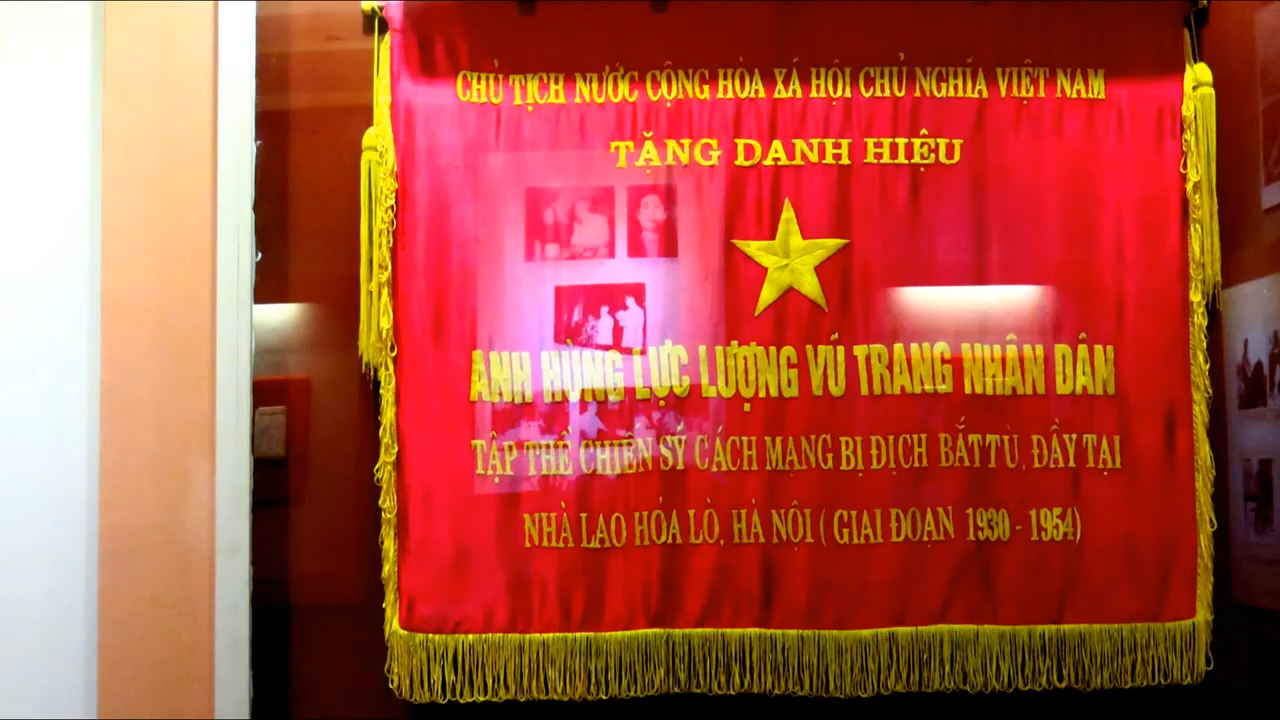 CHỦ TỊCH NƯỚC CỘNG HÒA XÃ HỘI CHỦ NGHĨA VIỆT NAM
TẶNG DANH HIỆU
ANH HÙNG LỰC LƯỢNG VŨ TRANG NHÂN DÂN
TẬP THỂ CHIẾN SỸ CÁCH MẠNG BỊ ĐỊCH BẮT TÙ, ĐẦY TẠI
NHÀ LAO HỎA LÒ, HÀ NỘI ( GIAI ĐOẠN 1930 - 1954)